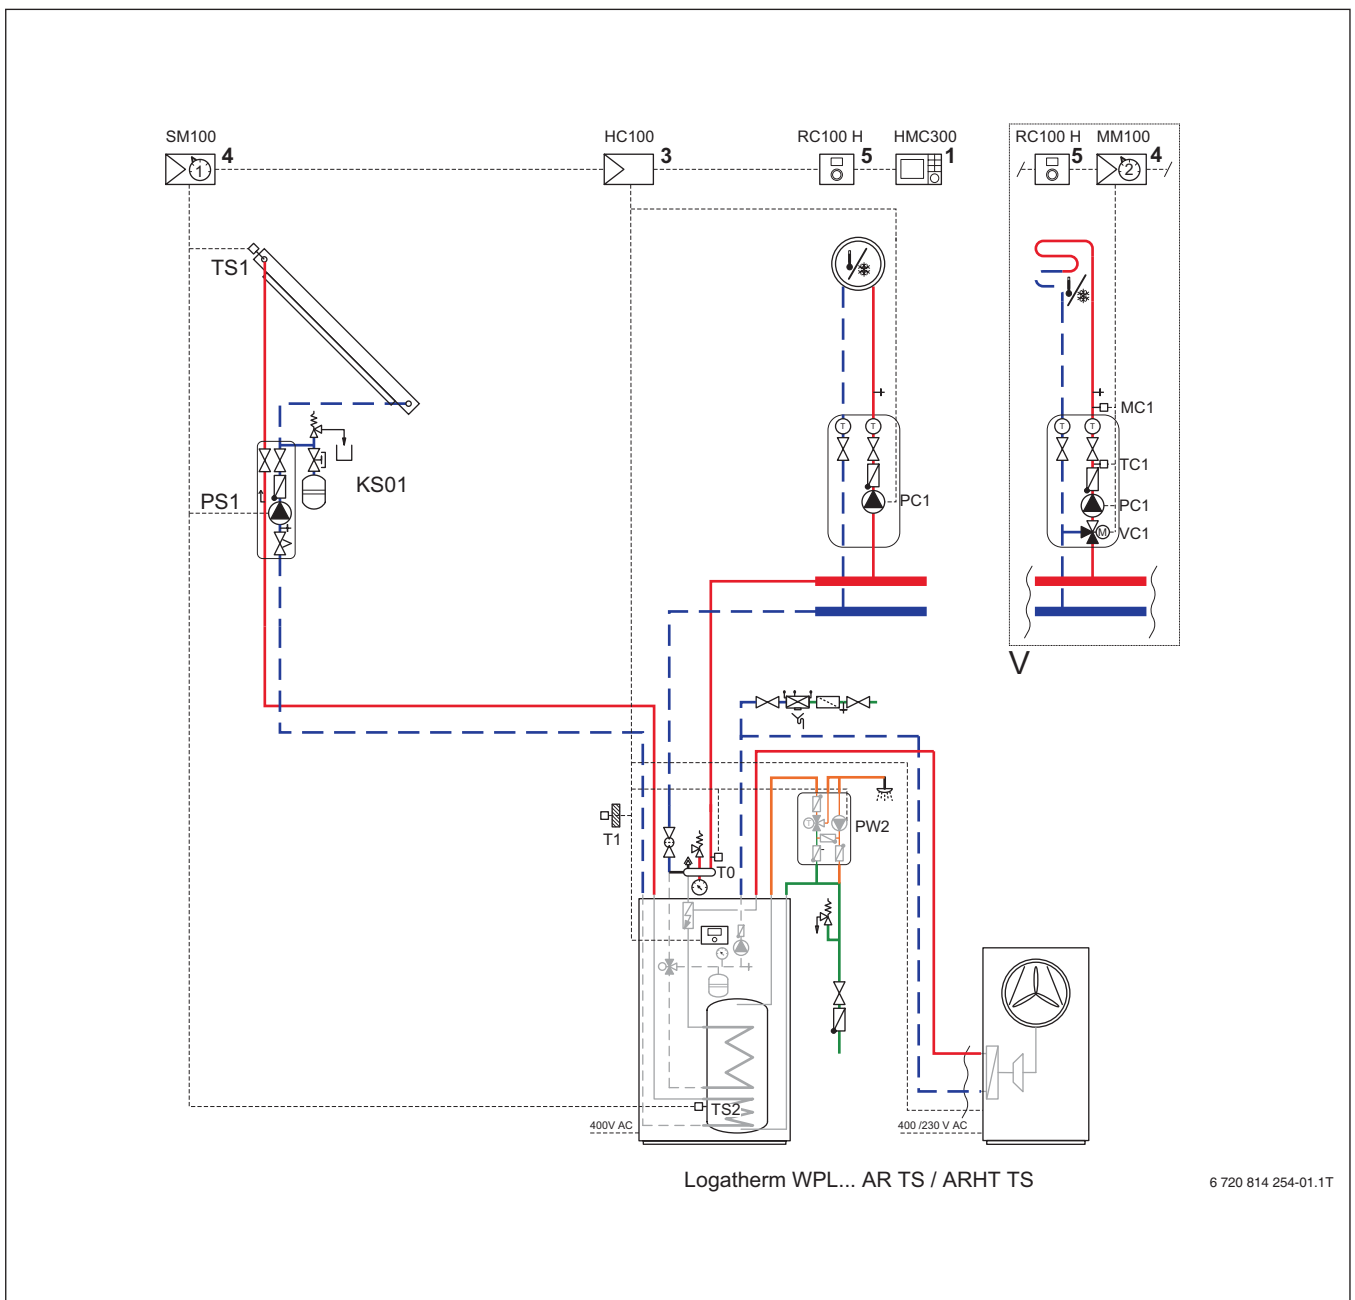 SM100
HC100
RC100 H
HMC300
RC100 H
MM100
4
3
5
1
5
4
1
2
TS1
MC1
T
T
T
T
TC1
KS01
PS1
PC1
PC1
M
VC1
V
T
PW2
T1
T0
TS2
400V AC
400 /230 V AC
Logatherm WPL... AR TS / ARHT TS
6 720 814 254-01.1T